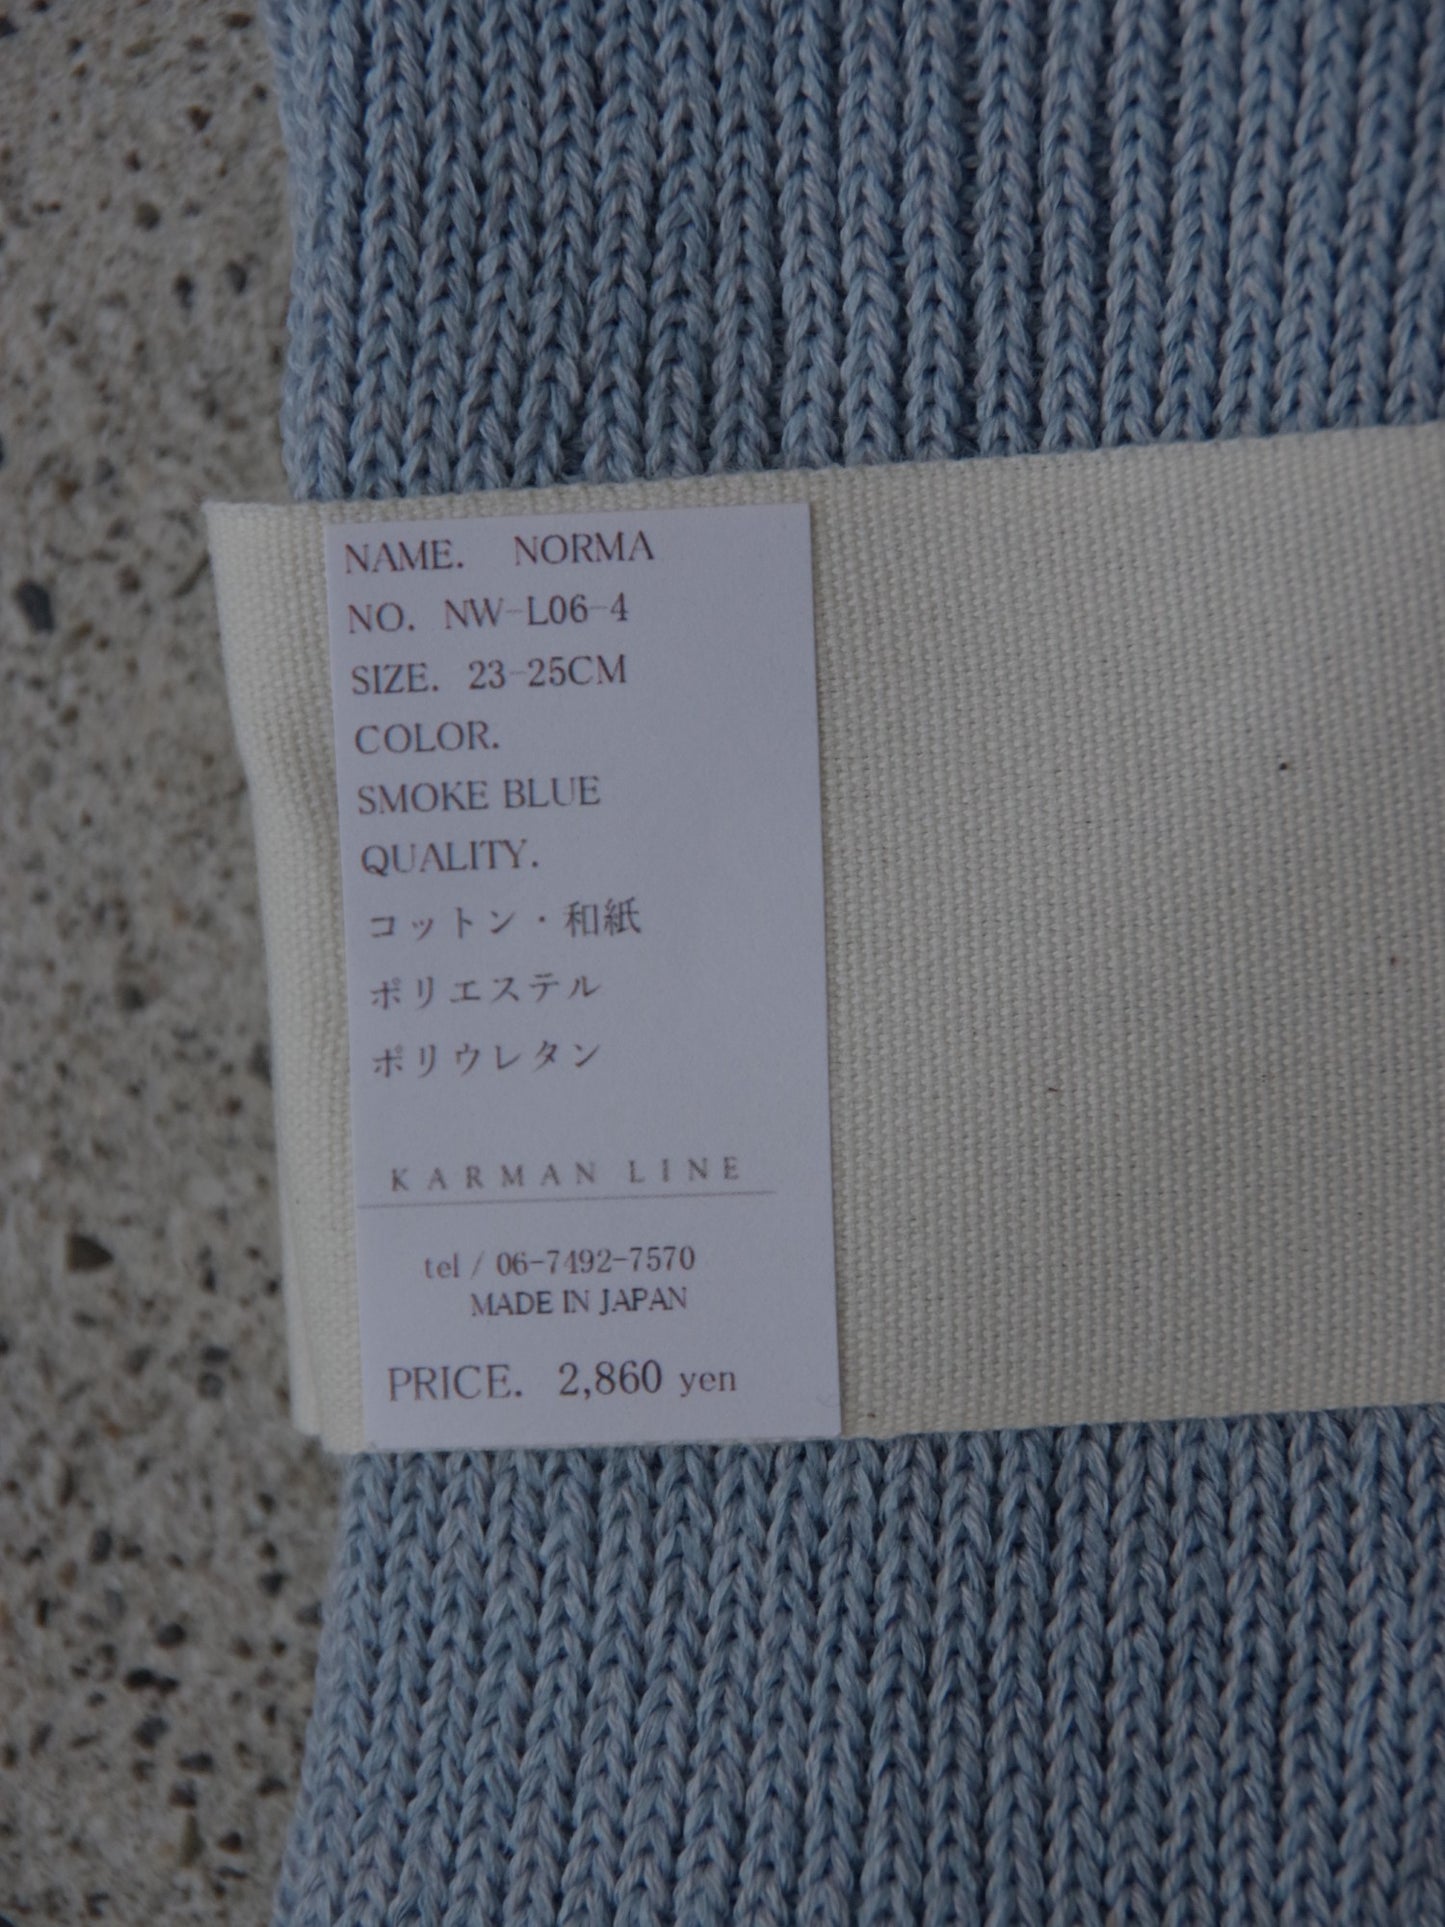 NAME. NORMA
NO. NW-L06-4
SIZE. 23-25CM
COLOR.
SMOKE BLUE
QUALITY.
コットン・和紙
ポリエステル
ポリウレタン
KARMAN LINE
tel / 06-7492-7570
MADE IN JAPAN
PRICE. 2,860 yen